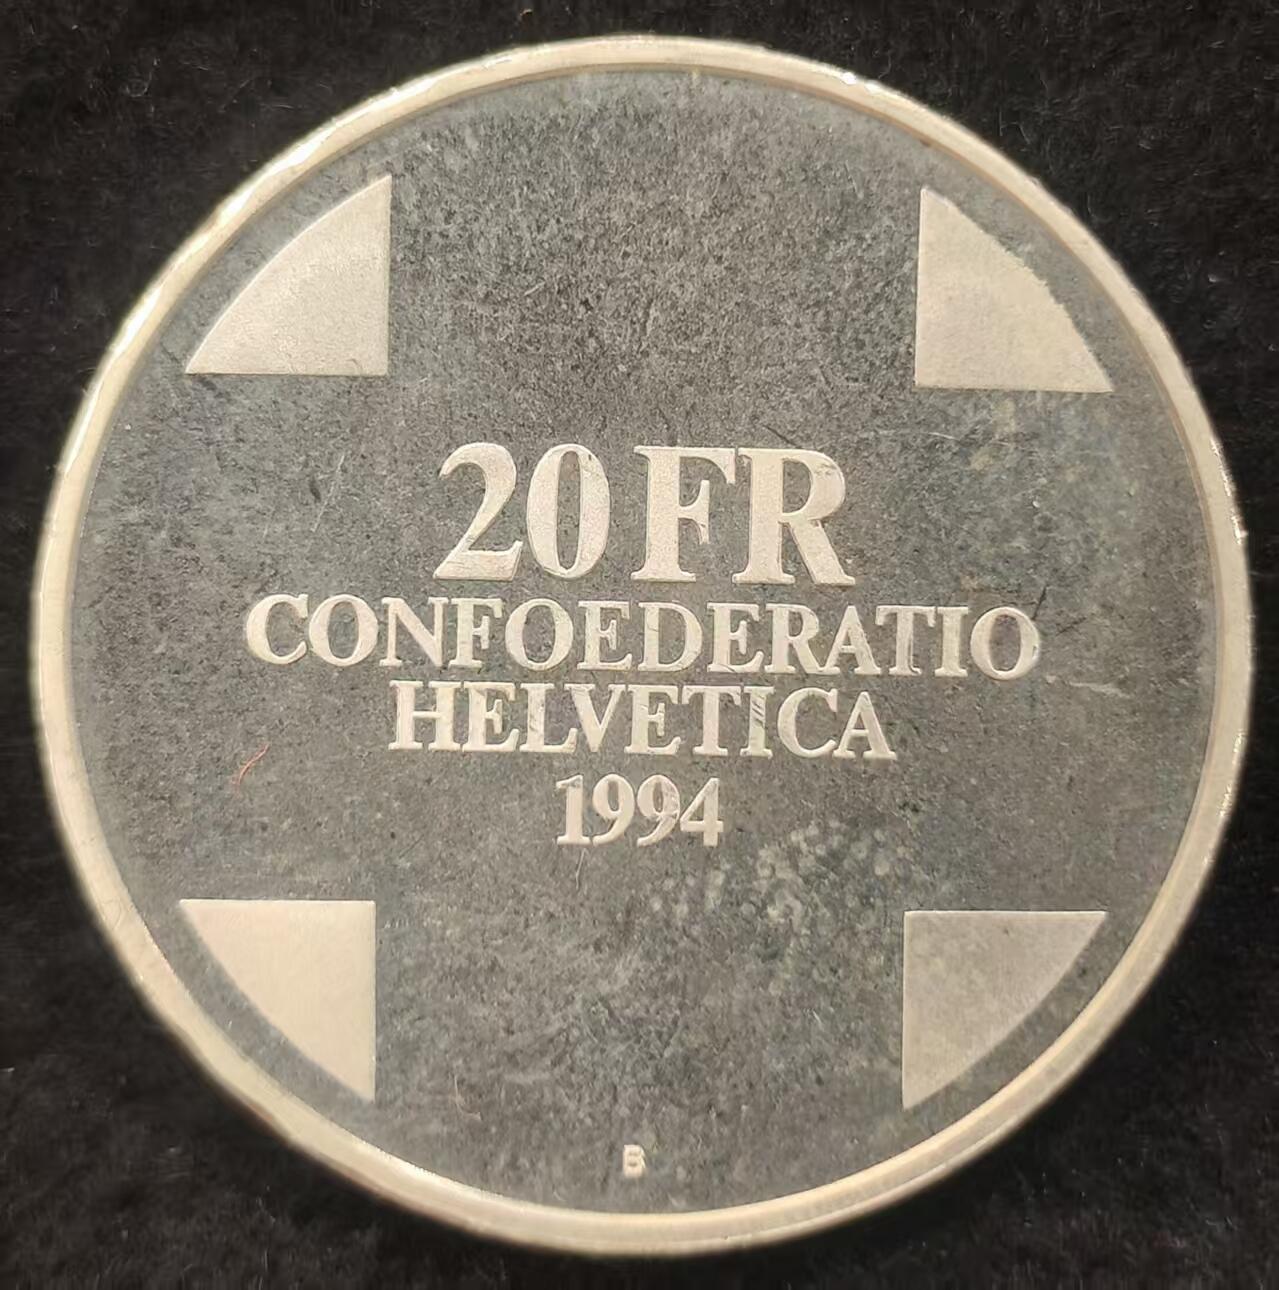 20 FR
CONFOEDERATIO
HELVETICA
1994
B